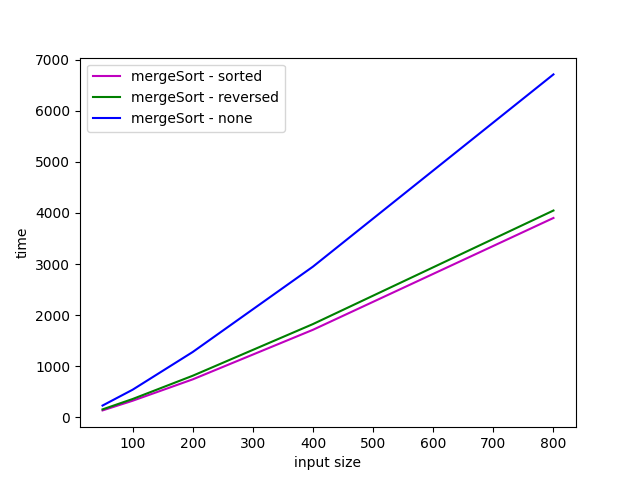 mergeSort - sorted
mergeSort - reversed
mergeSort - none
7000
6000
5000
4000
3000
2000
1000
0
time
100 200 300 400 500 600 700 800
input size